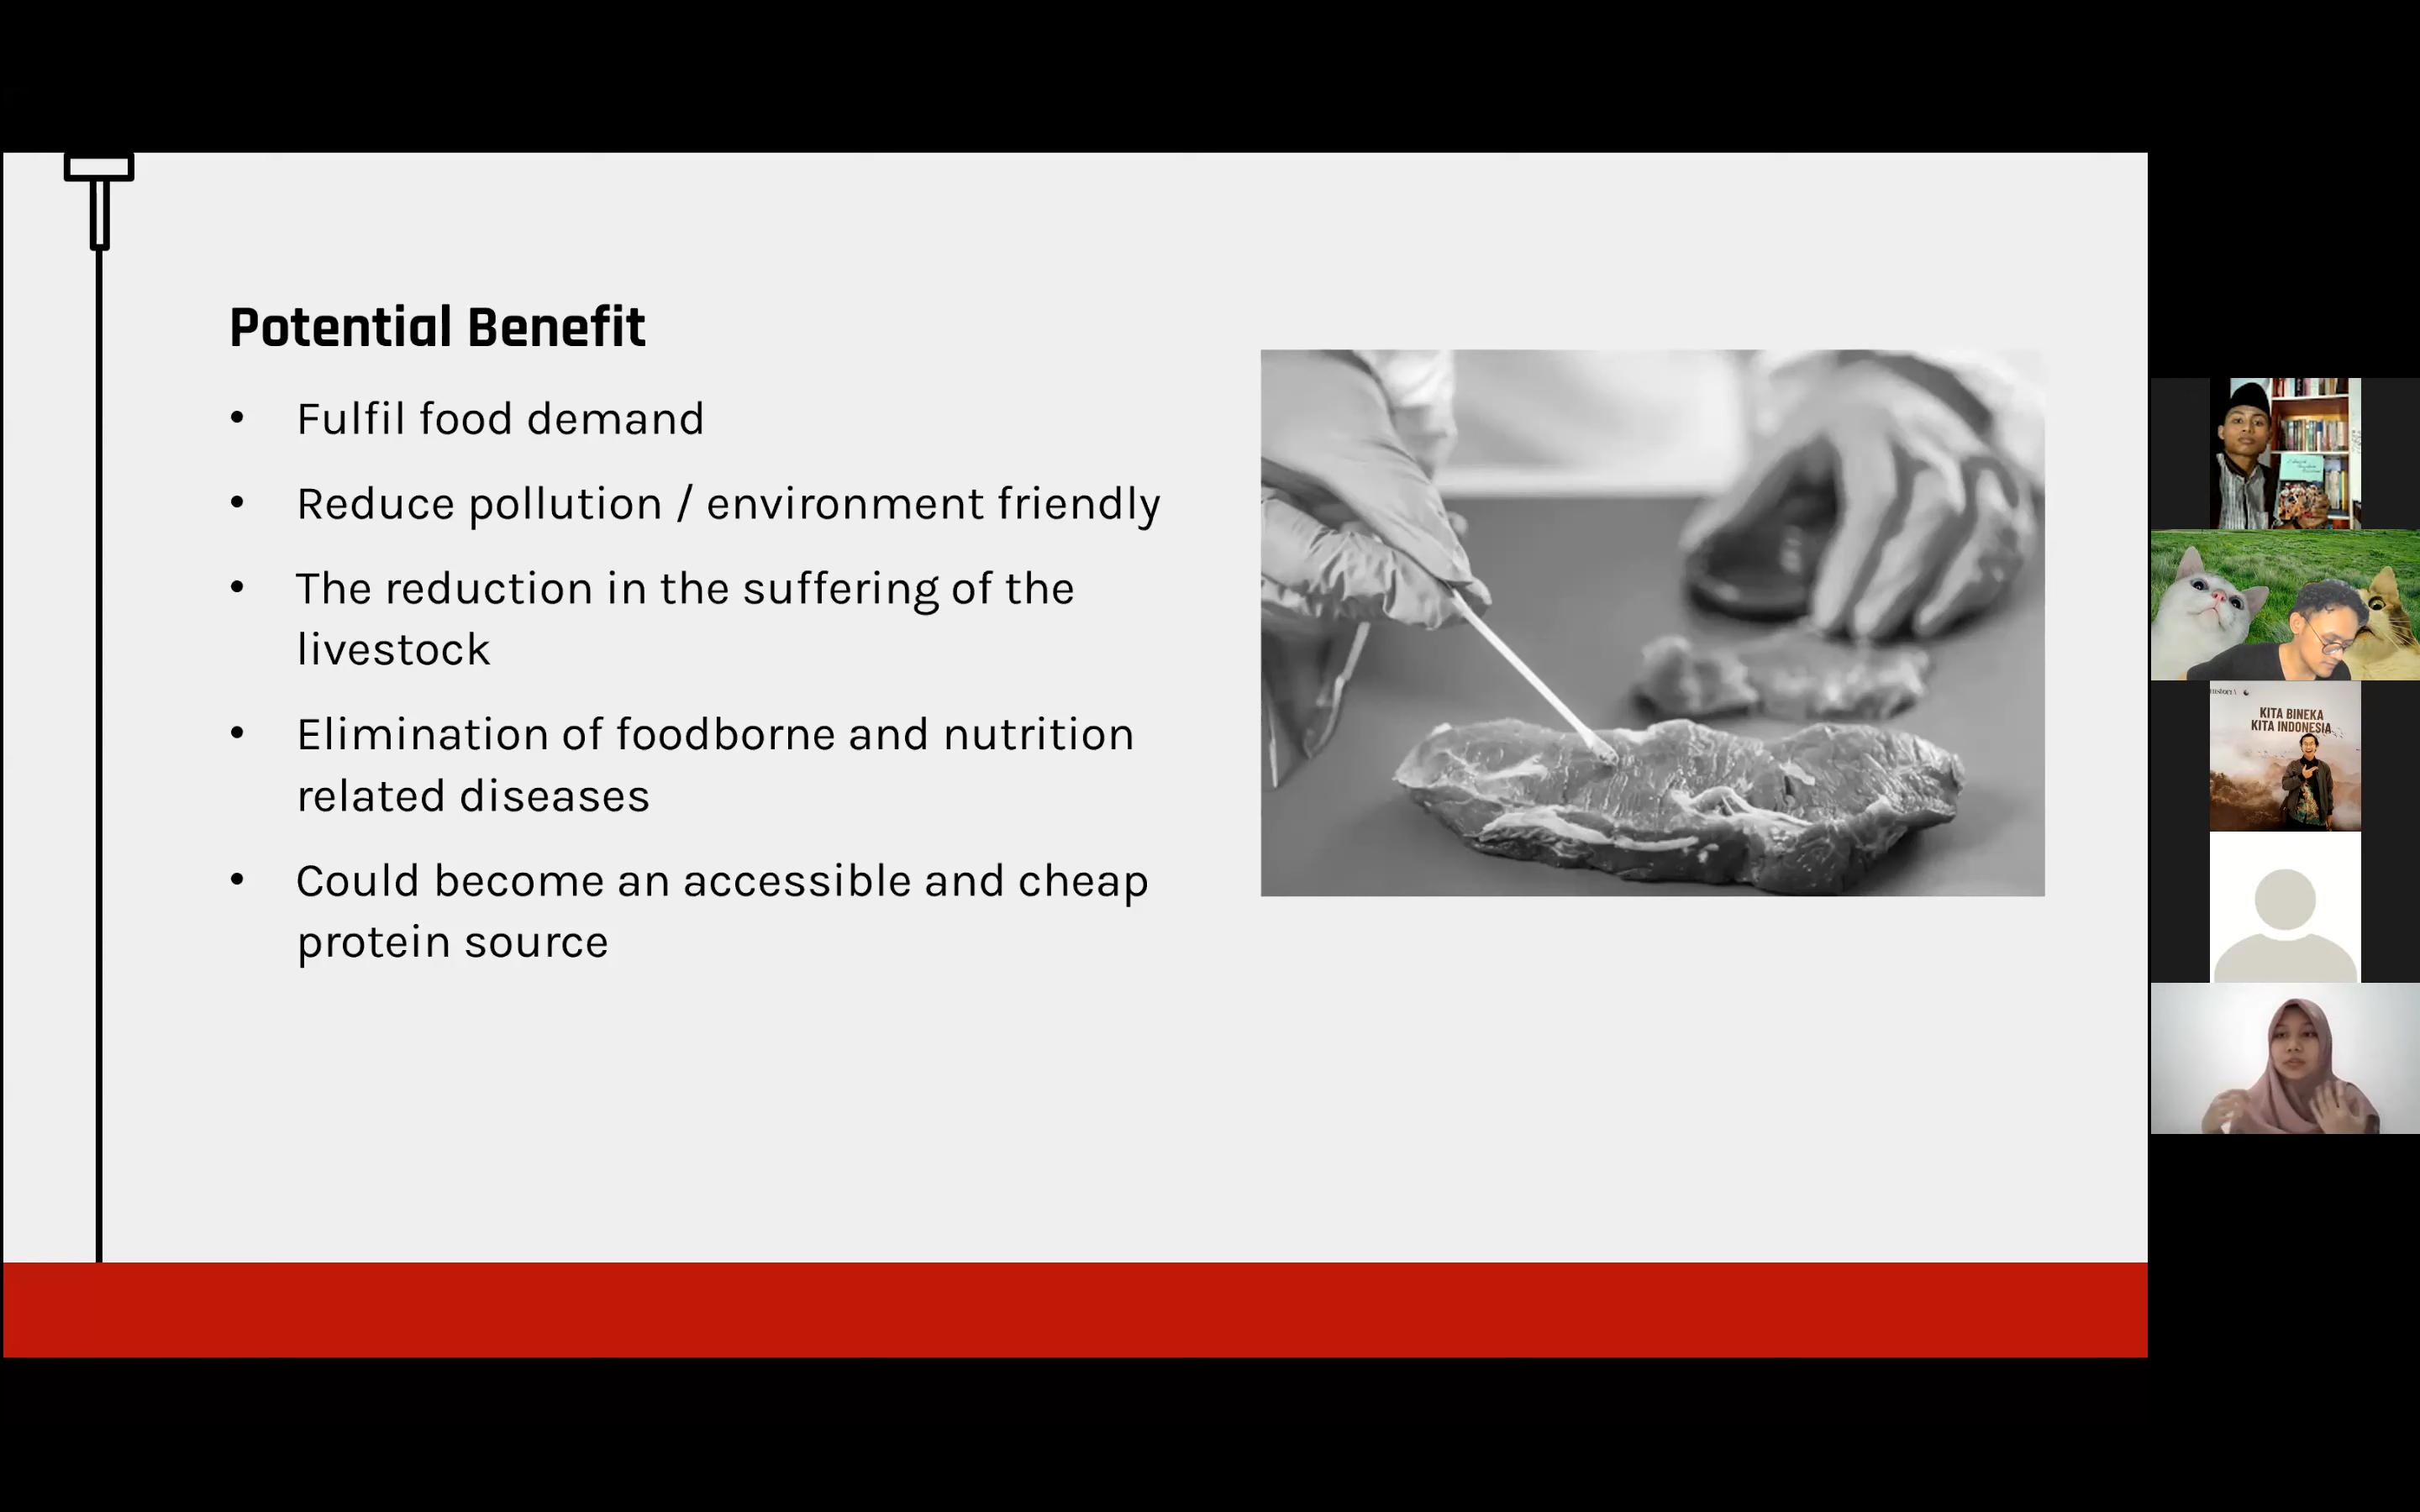 Potential Benefit
• Fulfil food demand
• Reduce pollution / environment friendly
• The reduction in the suffering of the
livestock
• Elimination of foodborne and nutrition
related diseases
• Could become an accessible and cheap
protein source
KITA BINEKA
KITA INDONESIA